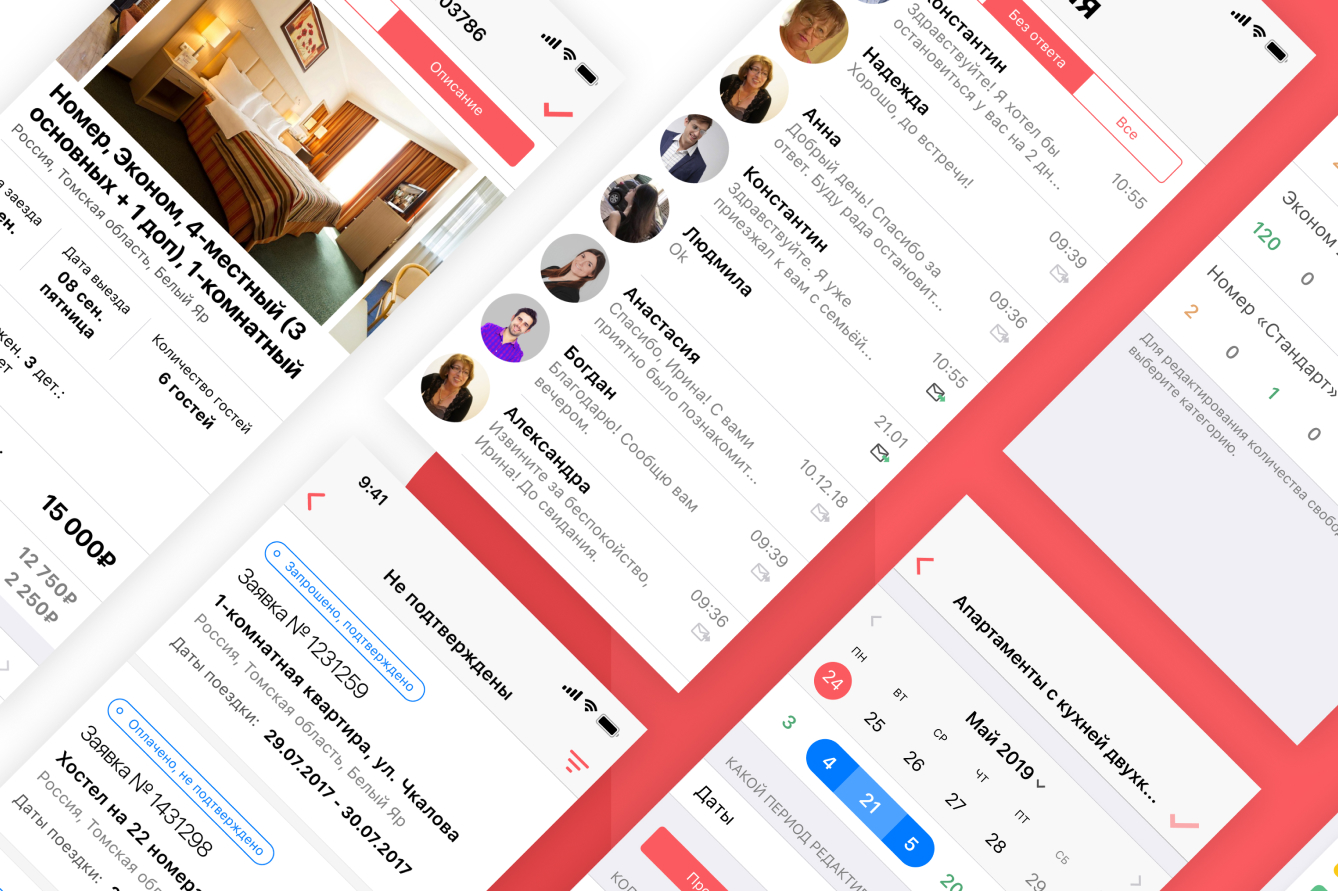 03786
Описание
Номер, Эконом, 4-местный (3
основных + 1 доп), 1-комнатный
Россия, Томская область, Белый Яр
заезда
Дата выезда
08 сен.
пятница
Количество гостей
6 гостей
3 дет.:
15 000₽
12 750₽
2 250₽
Без ответа
Все
Константин
Здравствуйте! Я хотел бы
остановиться у вас на 2 дн...
10:55
Надежда
Хорошо, до встречи!
09:39
Анна
Добрый день! Спасибо за
ответ. Буду рада остановит...
09:36
Константин
Здравствуйте. Я уже
приезжал к вам с семьёй...
10:55
Людмила
Ok
21.01
Анастасия
Спасибо, Ирина! С вами
приятно было познакомит...
10.12.18
Богдан
Благодарю! Сообщю вам
вечером.
09:39
Александра
Извините за беспокойство,
Ирина! До свидания.
09:36
9:41
Не подтверждены
Запрошено, подтверждено
Заявка № 1231259
1-комнатная квартира, ул. Чкалова
Россия, Томская область, Белый Яр
Даты поездки: 29.07.2017 - 30.07.2017
Оплачено, не подтверждено
Заявка № 1431298
Хостел на 22 номера
Россия, Томская
Даты поездки:
Эконом
120
0
Номер «Стандарт»
2
0
1
0
Для редактирования количества
выберите категорию.
Апартаменты с кухней двухк...
Май 2019
ПН
ВТ
СР
ЧТ
ПТ
СБ
24
25
26
27
28
29
3
4
21
5
20
КАКОЙ ПЕРИОД
Даты